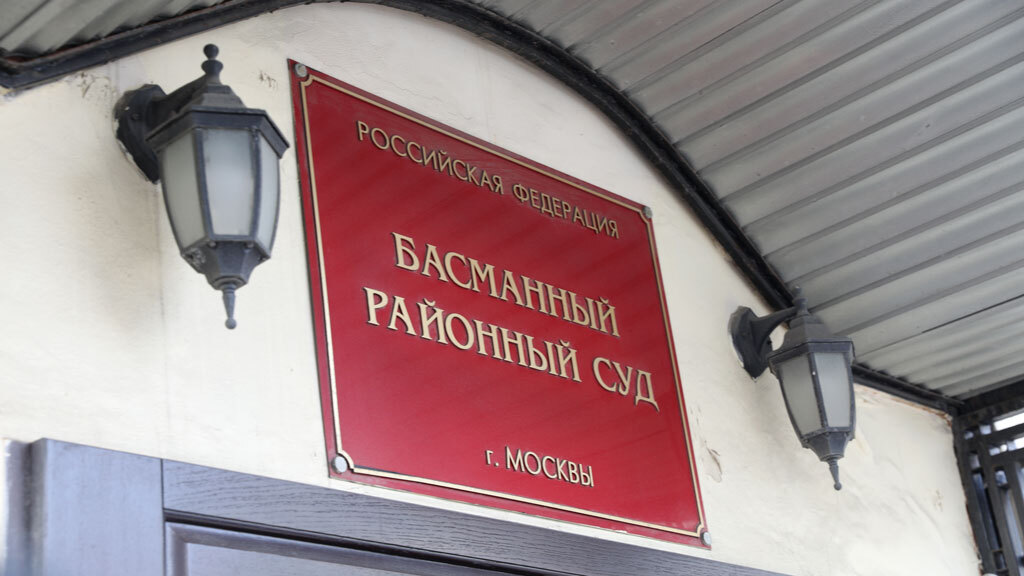 РОССИЙСКАЯ ФЕДЕРАЦИЯ
БАСМАННЫЙ
РАЙОННЫЙ СУД
г. МОСКВЫ